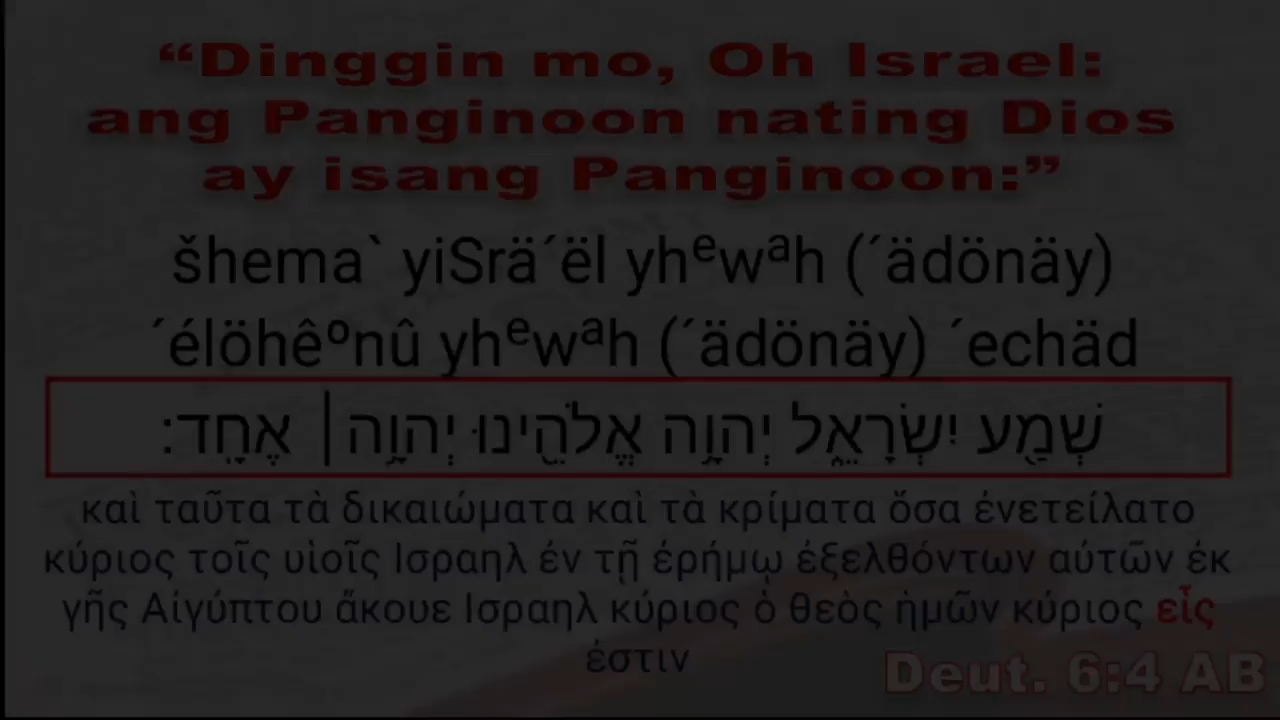 “Dinggin mo, Oh Israel:
ang Panginoon nating Dios
ay isang Panginoon:”
šhema` yiSrä´ël yhᵉwᵃh (´ädönäy)
´élöhêºnû yhᵉwᵃh (´ädönäy) ´echäd
שְׁמַ֖ע יִשְׂרָאֵ֑ל יְהוָ֥ה אֱלֹהֵ֖ינוּ יְהוָ֥ה׀ אֶחָֽד׃
καὶ ταῦτα τὰ δικαιώματα καὶ τὰ κρίματα ὅσα ἐνετείλατο
κύριος τοῖς υἱοῖς Ισραηλ ἐν τῇ ἐρήμῳ ἐξελθόντων αὐτῶν ἐκ
γῆς Αἰγύπτου ἄκουε Ισραηλ κύριος ὁ θεὸς ἡμῶν κύριος εἷς
ἐστιν
Deut. 6:4 AB